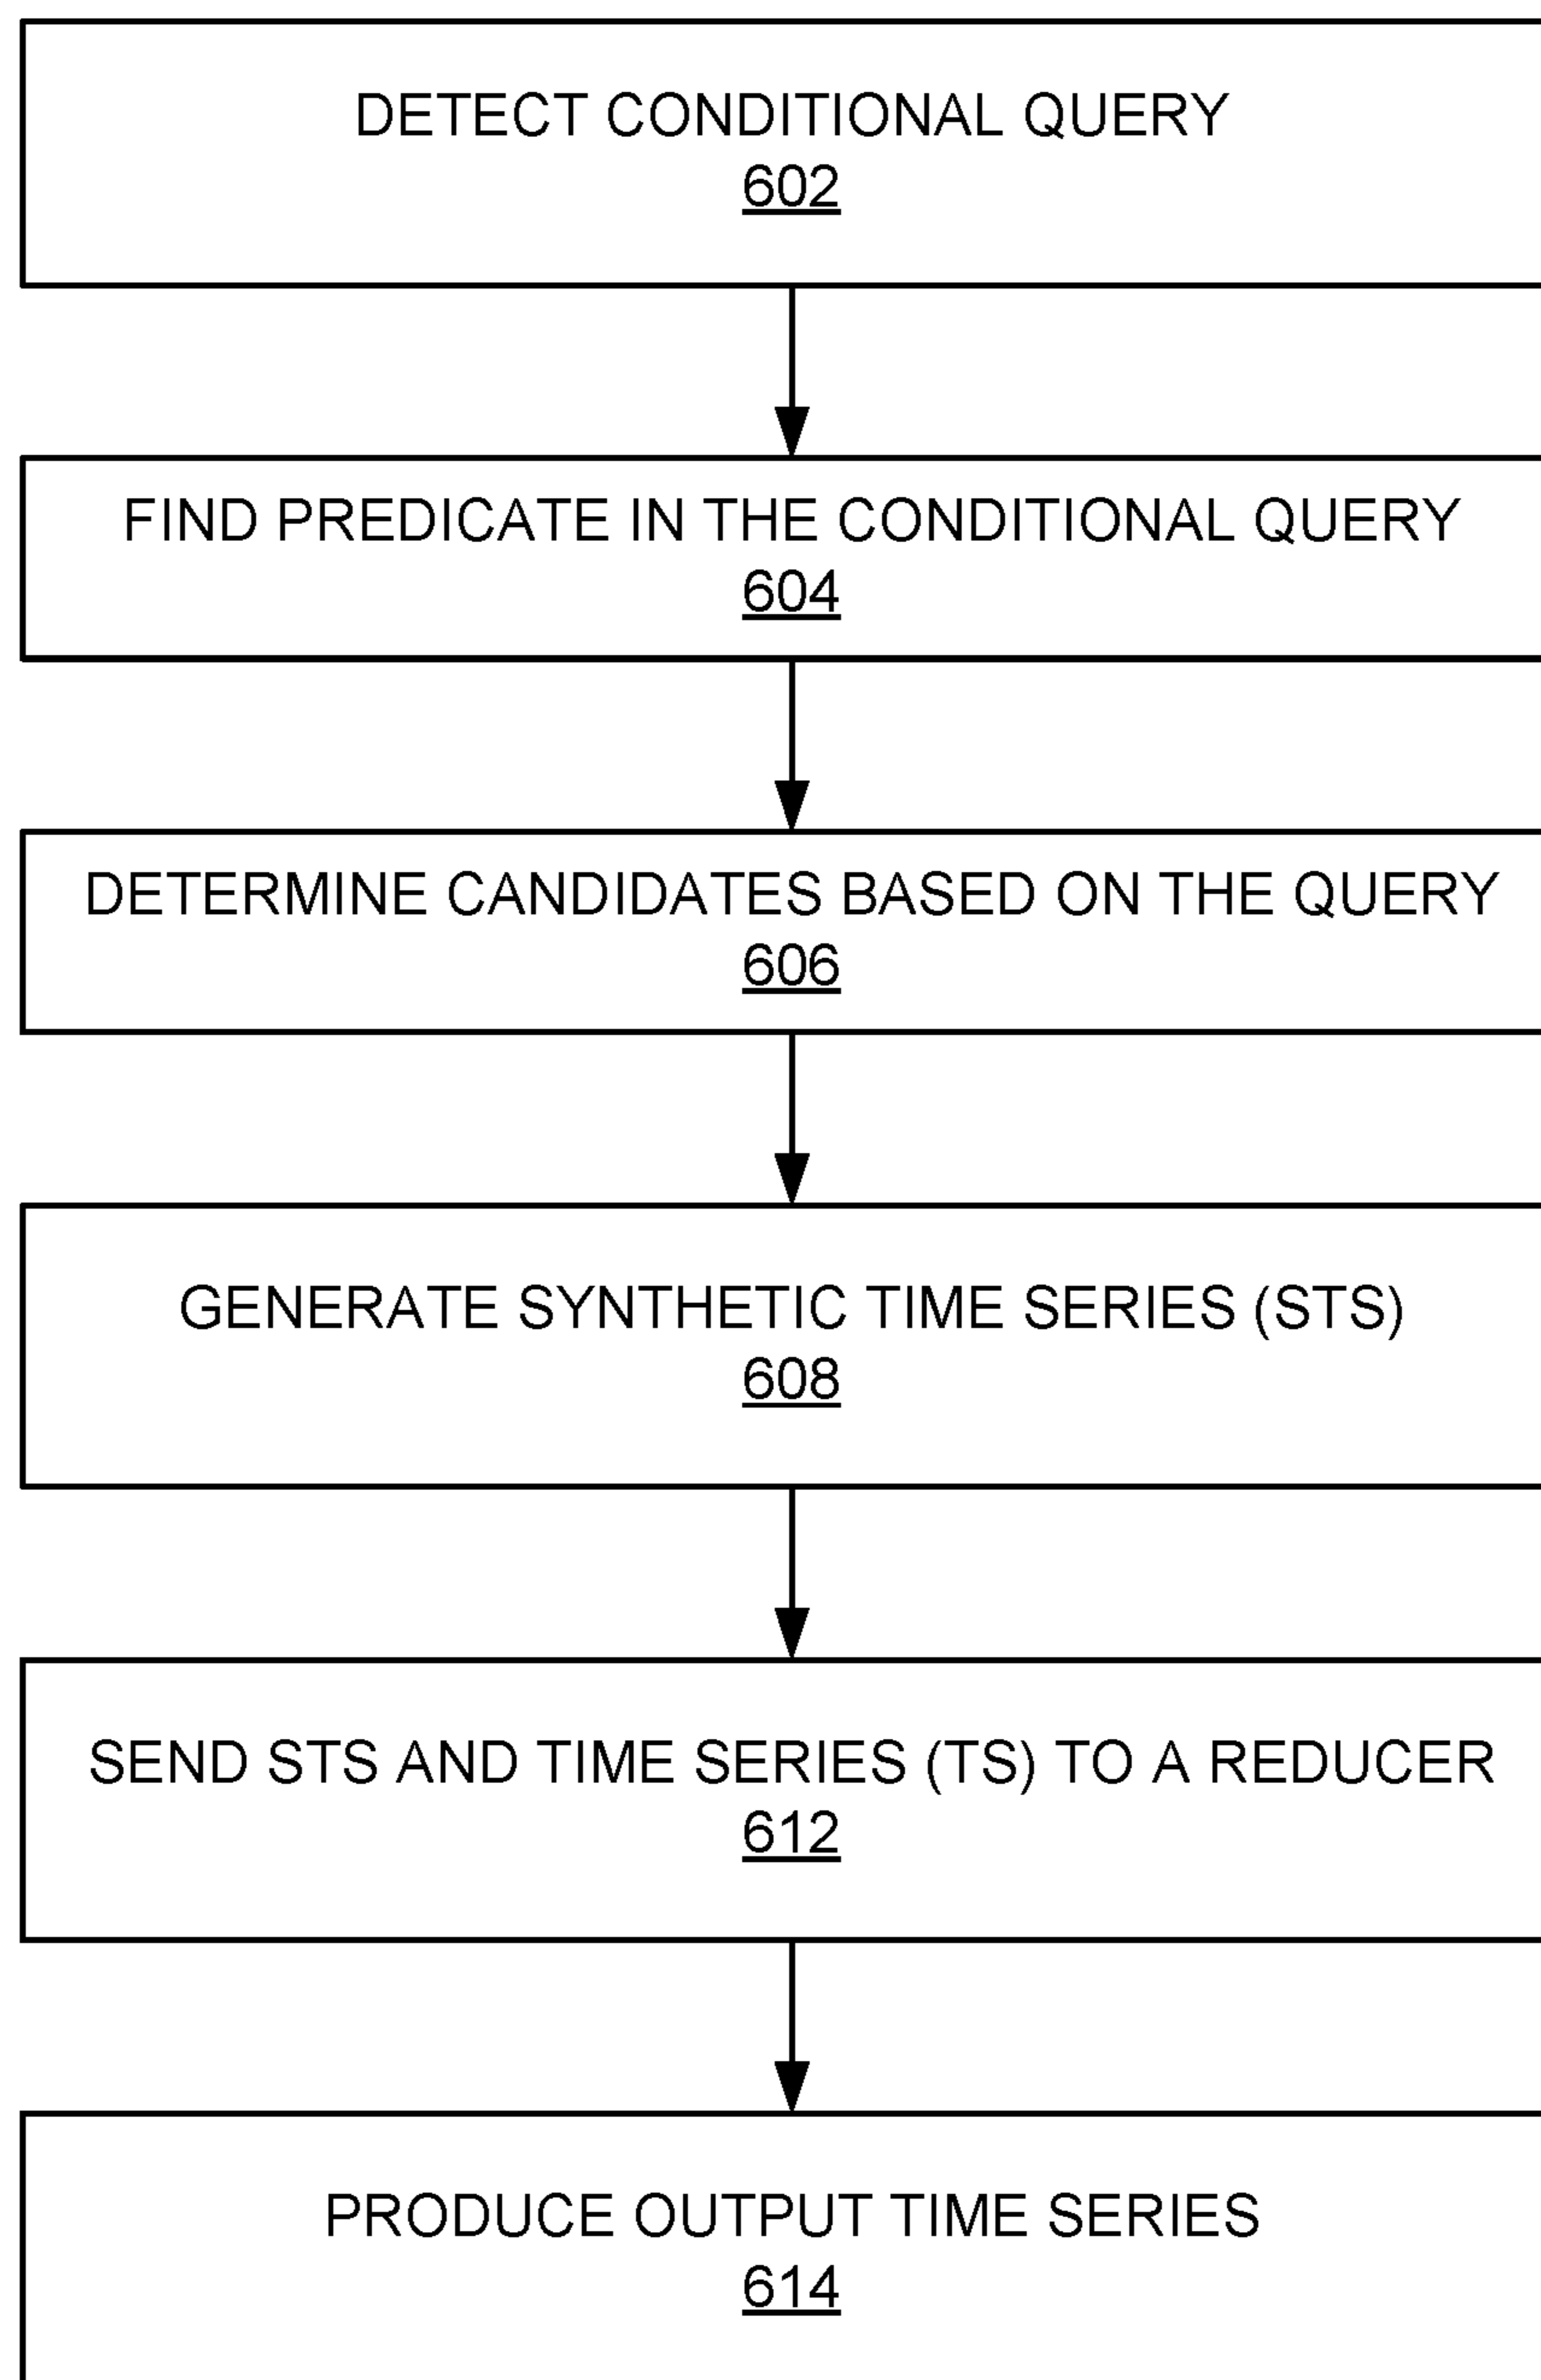 DETECT CONDITIONAL QUERY
602
FIND PREDICATE IN THE CONDITIONAL QUERY
604
DETERMINE CANDIDATES BASED ON THE QUERY
606
GENERATE SYNTHETIC TIME SERIES (STS)
608
SEND STS AND TIME SERIES (TS) TO A REDUCER
612
PRODUCE OUTPUT TIME SERIES
614